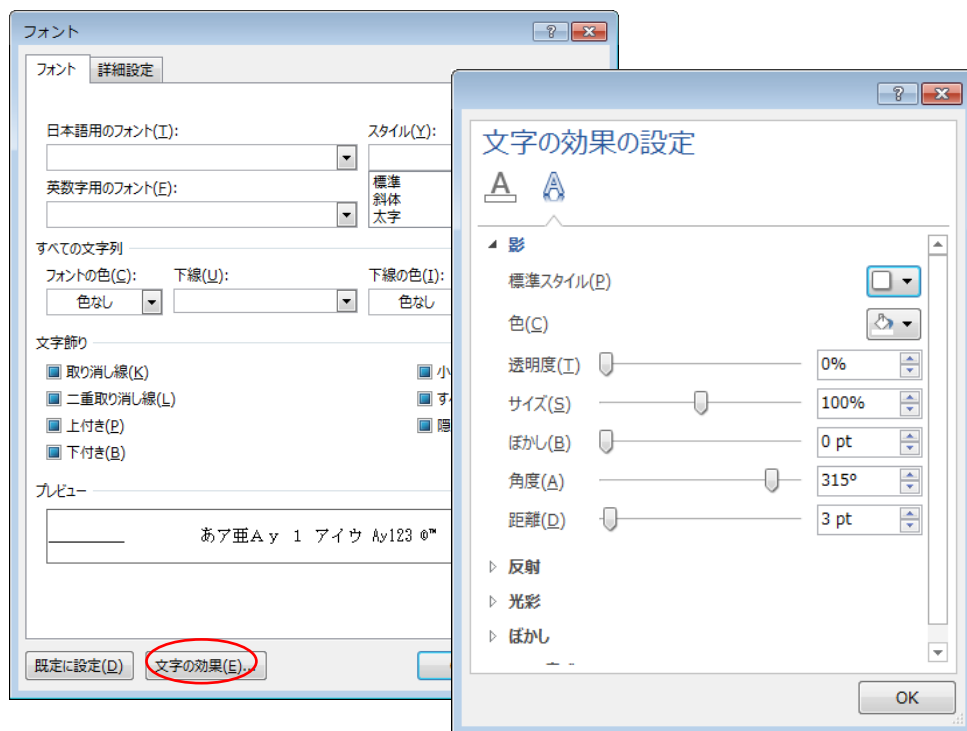 フォント
フォント 詳細設定
日本語用のフォント(T):
スタイル(Y):
標準
斜体
太字
英数字用のフォント(F):
すべての文字列
フォントの色(C): 下線(U): 下線の色(I):
色なし 色なし
文字飾り
取り消し線(K)
二重取り消し線(L)
上付き(P)
下付き(B)
小
す
隠
プレビュー
あア亜Ay 1 アイウ Ay123 ©™
既定に設定(D) 文字の効果(E)...
文字の効果の設定
影
標準スタイル(P)
色(C)
透明度(T) 0%
サイズ(S) 100%
ぼかし(B) 0 pt
角度(A) 315°
距離(D) 3 pt
反射
光彩
ぼかし
OK